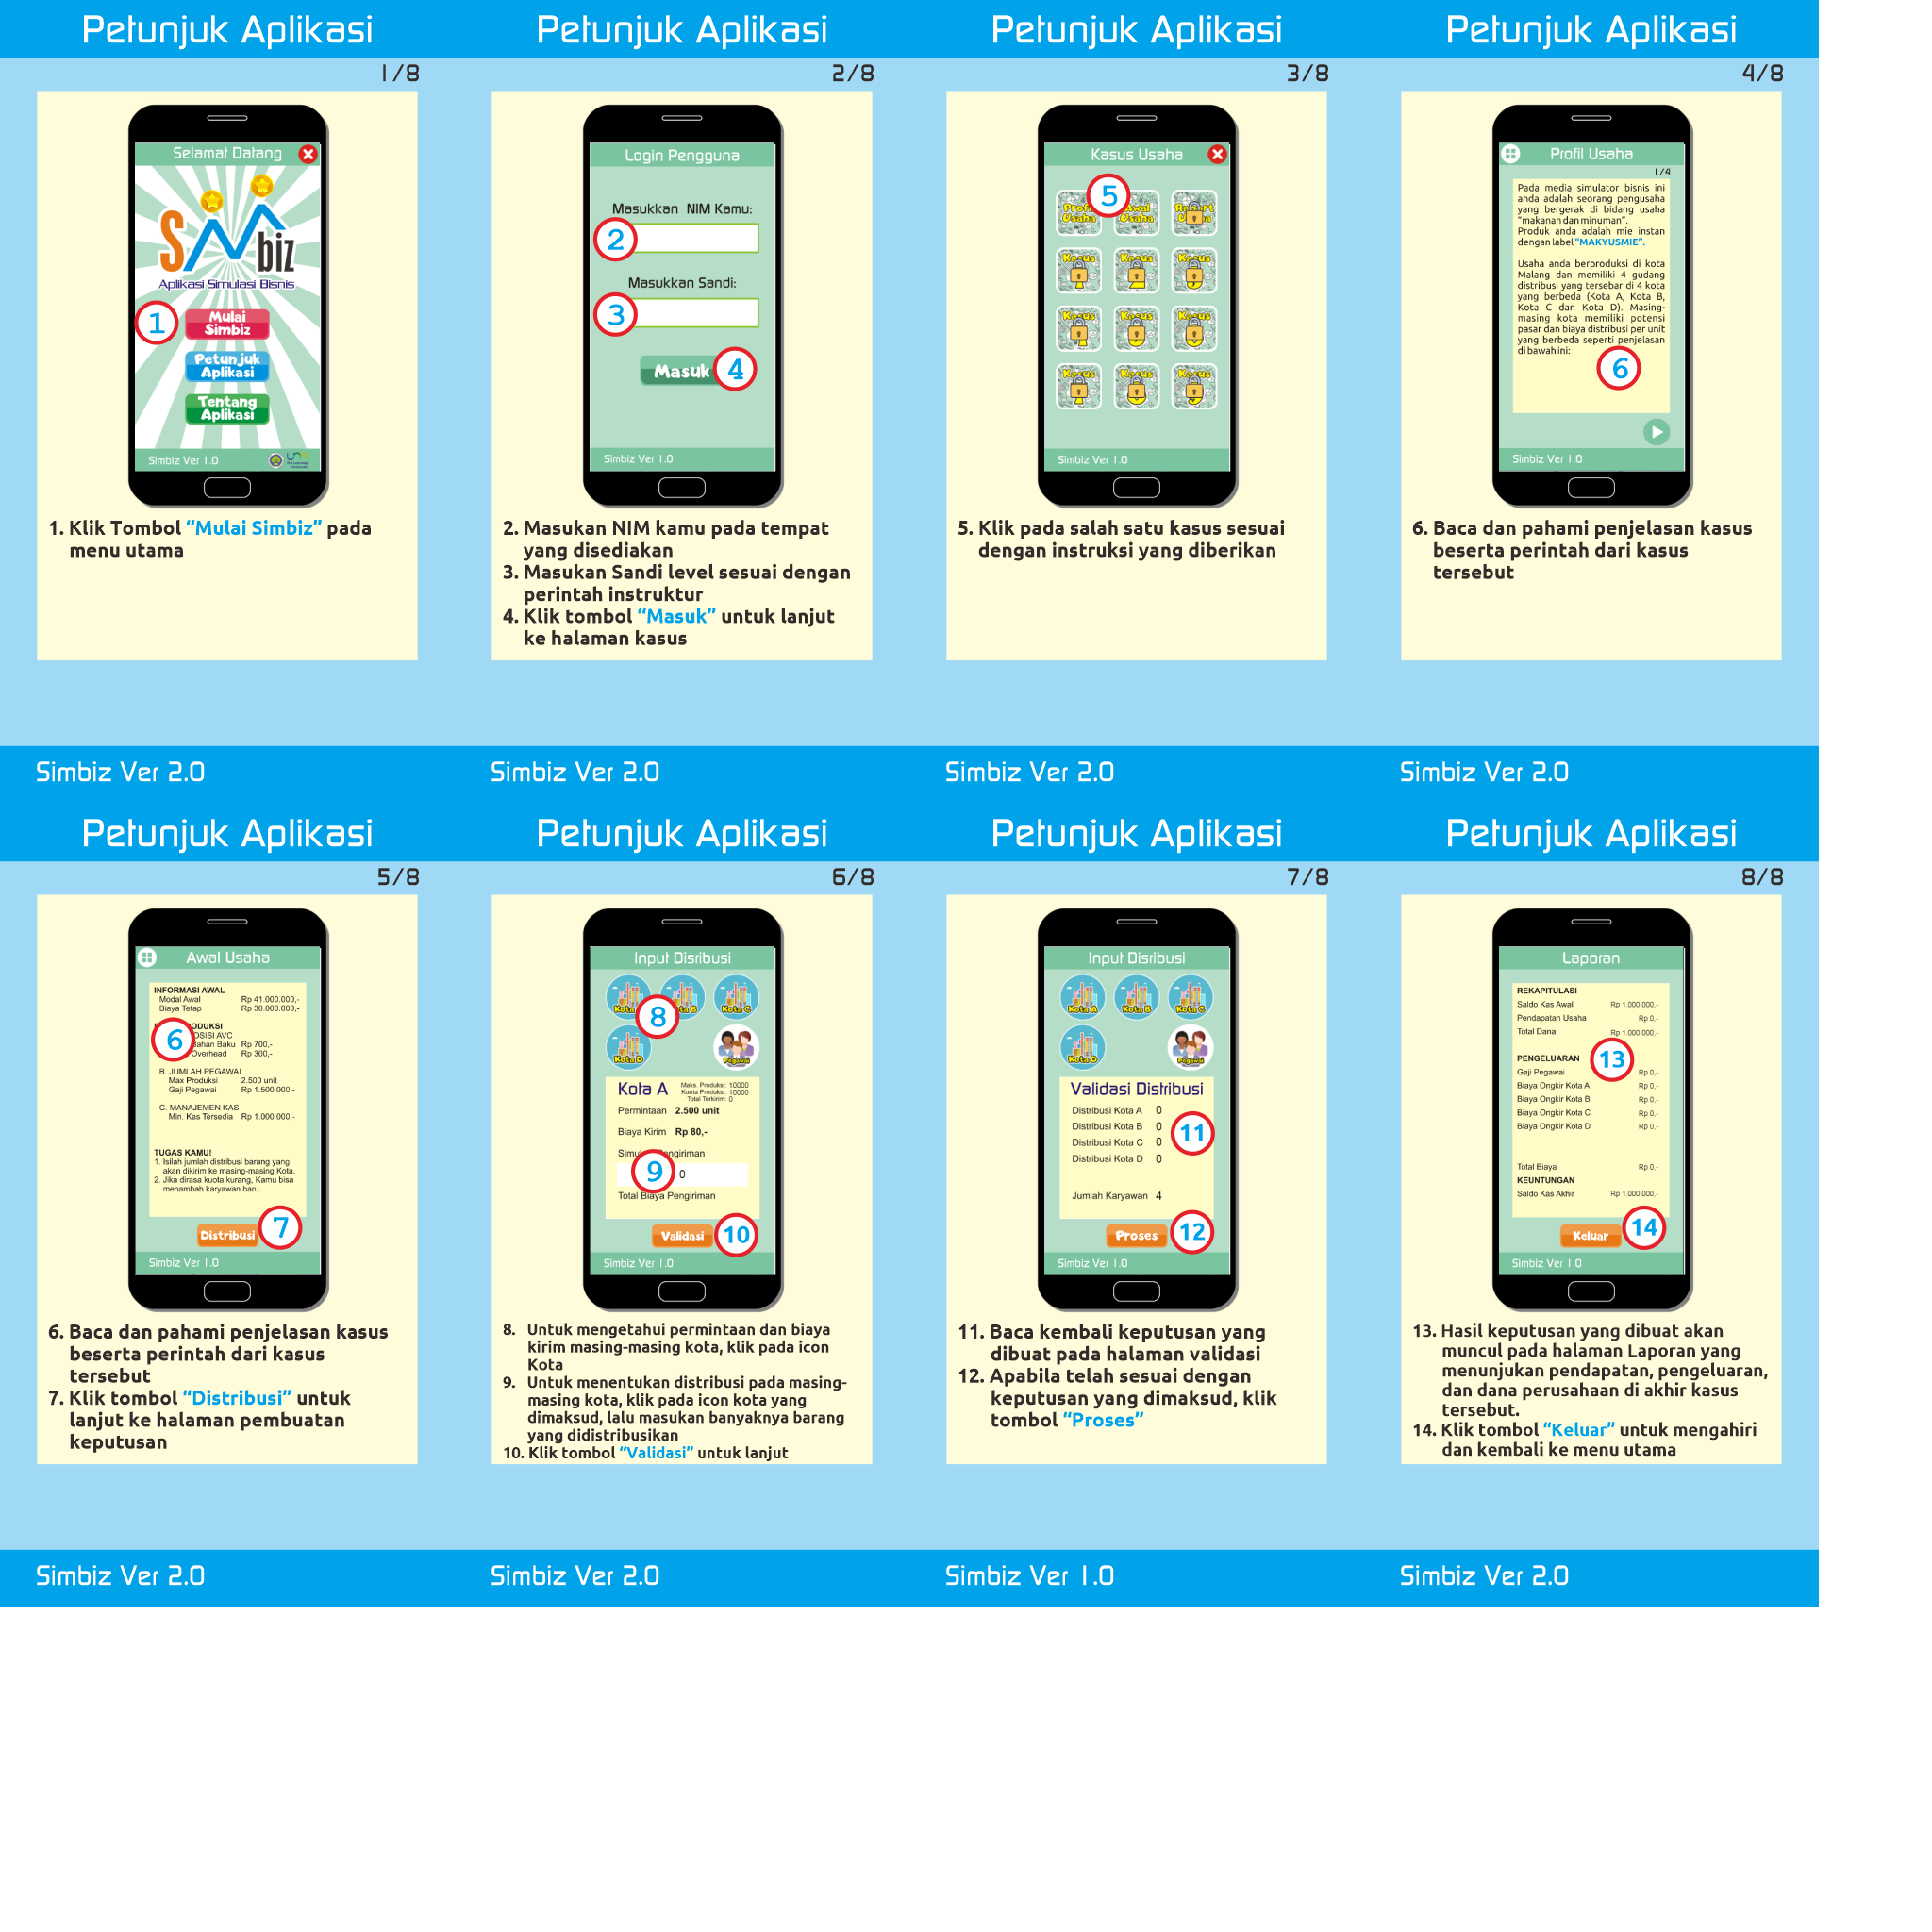 Petunjuk Aplikasi
1/8
Selamat Datang
SIMbiz
Aplikasi Simulasi Bisnis
1
Mulai
Simbiz
Petunjuk
Aplikasi
Tentang
Aplikasi
Simbiz Ver 1.0
1. Klik Tombol “Mulai Simbiz” pada
menu utama
Simbiz Ver 2.0
Petunjuk Aplikasi
2/8
Login Pengguna
Masukkan NIM Kamu:
2
Masukkan Sandi:
3
Masuk
4
Simbiz Ver 1.0
2. Masukan NIM kamu pada tempat
yang disediakan
3. Masukan Sandi level sesuai dengan
perintah instruktur
4. Klik tombol “Masuk” untuk lanjut
ke halaman kasus
Simbiz Ver 2.0
Petunjuk Aplikasi
3/8
Kasus Usaha
5
Usaha
Usaha
Kasus Kasus Kasus
Kasus Kasus Kasus
Kasus Kasus Kasus
Simbiz Ver 1.0
5. Klik pada salah satu kasus sesuai
dengan instruksi yang diberikan
Simbiz Ver 2.0
Petunjuk Aplikasi
4/8
Profil Usaha
1/4
Pada media simulator bisnis ini
anda adalah seorang pengusaha
yang bergerak di bidang usaha
“makanan dan minuman”.
Produk anda adalah mie instan
dengan label “MAKYUSMIE”.
Usaha anda berproduksi di kota
Malang dan memiliki 4 gudang
distribusi yang tersebar di 4 kota
yang berbeda (Kota A, Kota B,
Kota C dan Kota D). Masing-
masing kota memiliki potensi
pasar dan biaya distribusi per unit
yang berbeda seperti penjelasan
dibawah ini:
6
Simbiz Ver 1.0
6. Baca dan pahami penjelasan kasus
beserta perintah dari kasus
tersebut
Simbiz Ver 2.0
Petunjuk Aplikasi
5/8
Awal Usaha
INFORMASI AWAL
Modal Awal Rp 41.000.000,-
Biaya Tetap Rp 30.000.000,-
ODUKSI
OSISI AVC
6
ahan Baku Rp 700,-
Overhead Rp 300,-
B. JUMLAH PEGAWAI
Max Produksi 2.500 unit
Gaji Pegawai Rp 1.500.000,-
C. MANAJEMEN KAS
Min. Kas Tersedia Rp 1.000.000,-
TUGAS KAMU!
1. Isilah jumlah distribusi barang yang
akan dikirim ke masing-masing Kota.
2. Jika dirasa kuota kurang, Kamu bisa
menambah karyawan baru.
Distribusi
7
Simbiz Ver 1.0
6. Baca dan pahami penjelasan kasus
beserta perintah dari kasus
tersebut
7. Klik tombol “Distribusi” untuk
lanjut ke halaman pembuatan
keputusan
Simbiz Ver 2.0
Petunjuk Aplikasi
6/8
Input Disribusi
8
Kota C
Kota D
Pegawai
Kota A
Maks. Produksi: 10000
Kuota Produksi: 10000
Total Terkirim: 0
Permintaan 2.500 unit
Biaya Kirim Rp 80,-
9
0
Total Biaya Pengiriman
Validasi
10
Simbiz Ver 1.0
8. Untuk mengetahui permintaan dan biaya
kirim masing-masing kota, klik pada icon
Kota
9. Untuk menentukan distribusi pada masing-
masing kota, klik pada icon kota yang
dimaksud, lalu masukan banyaknya barang
yang didistribusikan
10. Klik tombol “Validasi” untuk lanjut
Simbiz Ver 2.0
Petunjuk Aplikasi
7/8
Input Disribusi
Kota A Kota B Kota C
Kota D Pegawai
Validasi Distribusi
Distribusi Kota A 0
Distribusi Kota B 0
Distribusi Kota C 0
Distribusi Kota D 0
11
Jumlah Karyawan 4
Proses
12
Simbiz Ver 1.0
11. Baca kembali keputusan yang
dibuat pada halaman validasi
12. Apabila telah sesuai dengan
keputusan yang dimaksud, klik
tombol “Proses”
Simbiz Ver 1.0
Petunjuk Aplikasi
8/8
Laporan
REKAPITULASI
Saldo Kas Awal Rp 1.000.000,-
Pendapatan Usaha Rp 0,-
Total Dana Rp 1.000.000,-
PENGELUARAN
13
Gaji Pegawai Rp 0,-
Biaya Ongkir Kota A Rp 0,-
Biaya Ongkir Kota B Rp 0,-
Biaya Ongkir Kota C Rp 0,-
Biaya Ongkir Kota D Rp 0,-
Total Biaya Rp 0,-
KEUNTUNGAN
Saldo Kas Akhir Rp 1.000.000,-
Keluar
14
Simbiz Ver 1.0
13. Hasil keputusan yang dibuat akan
muncul pada halaman Laporan yang
menunjukan pendapatan, pengeluaran,
dan dana perusahaan di akhir kasus
tersebut.
14. Klik tombol “Keluar” untuk mengahiri
dan kembali ke menu utama
Simbiz Ver 2.0